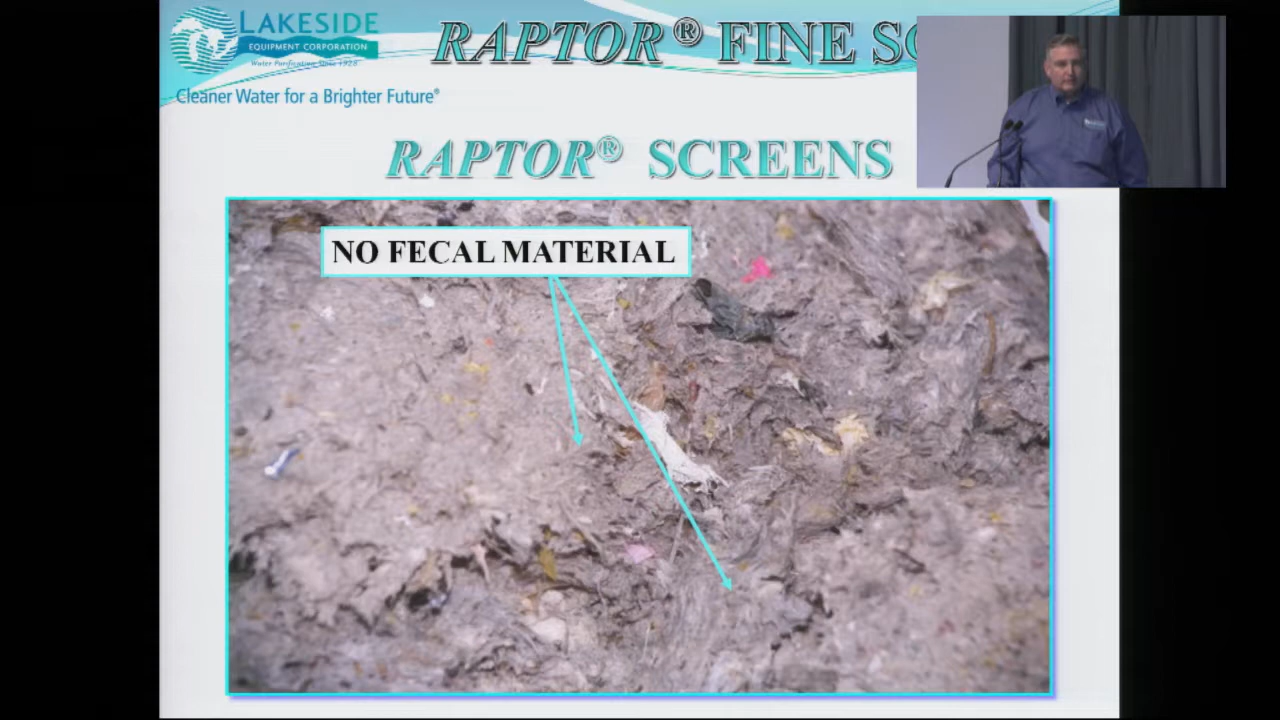 LAKESIDE
EQUIPMENT CORPORATION
Water Purification Since 1928
Cleaner Water for a Brighter Future®
RAPTOR® FINE SC
RAPTOR® SCREENS
NO FECAL MATERIAL